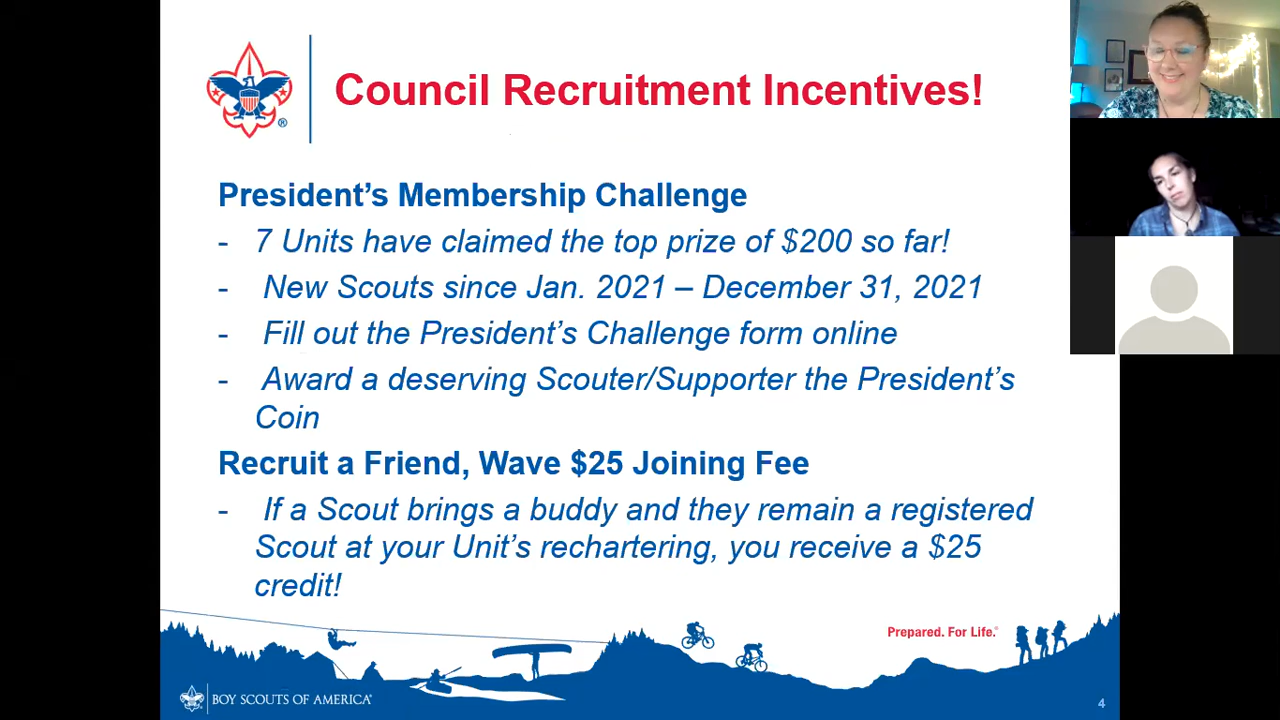 Council Recruitment Incentives!
President's Membership Challenge
- 7 Units have claimed the top prize of $200 so far!
- New Scouts since Jan. 2021 – December 31, 2021
- Fill out the President's Challenge form online
- Award a deserving Scouter/Supporter the President's
Coin
Recruit a Friend, Wave $25 Joining Fee
- If a Scout brings a buddy and they remain a registered
Scout at your Unit's rechartering, you receive a $25
credit!
Prepared. For Life.®
BOY SCOUTS OF AMERICA®
4